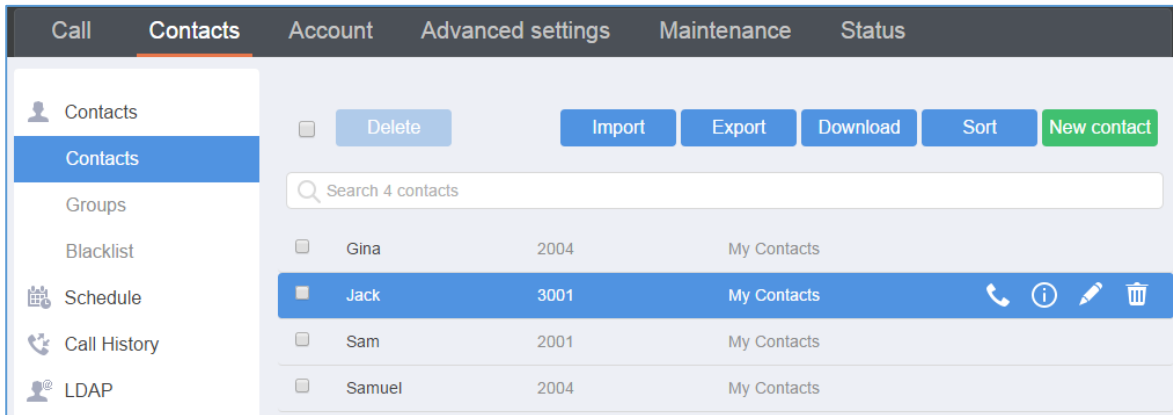 Call Contacts Account Advanced settings Maintenance Status
Contacts
Contacts
Groups
Blacklist
Schedule
Call History
LDAP
Delete Import Export Download Sort New contact
Search 4 contacts
Gina 2004 My Contacts
Jack 3001 My Contacts
Sam 2001 My Contacts
Samuel 2004 My Contacts